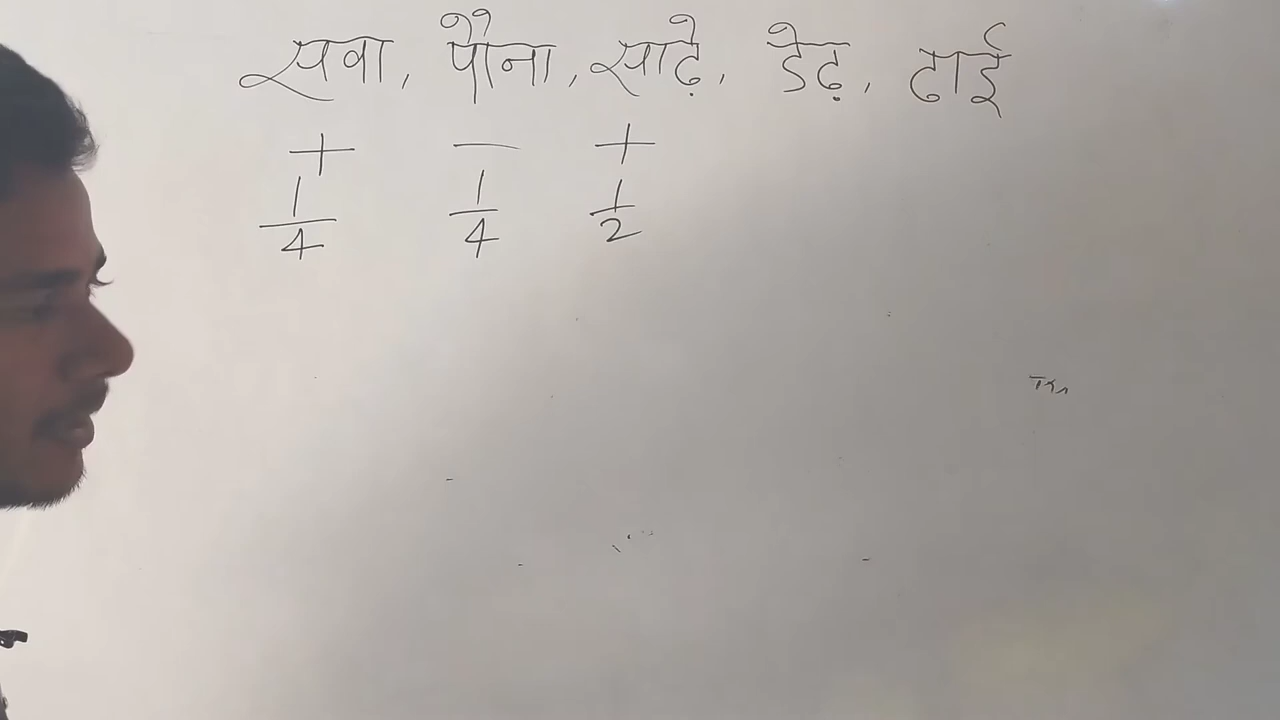 सवा, पौना, साढ़े, डेढ़, ढाई
+ − +
1/4 1/4 1/2